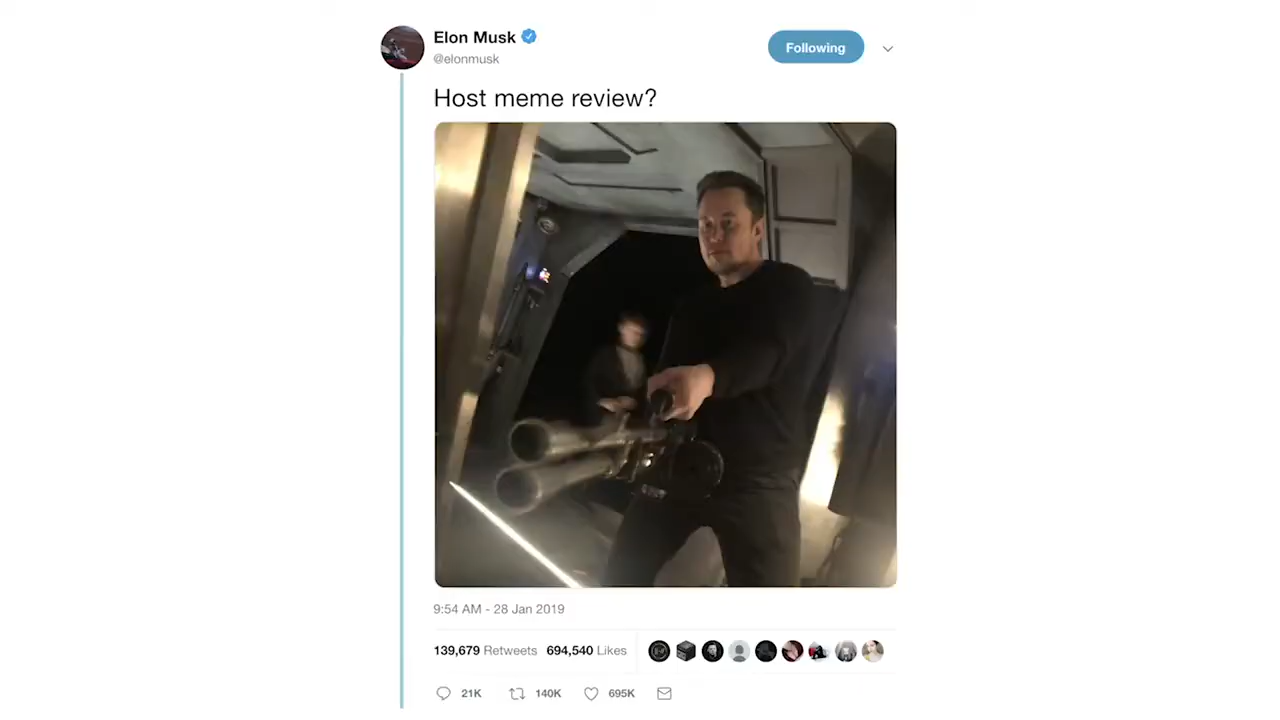 Elon Musk
@elonmusk
Following
Host meme review?
9:54 AM - 28 Jan 2019
139,679 Retweets 694,540 Likes
21K 140K 695K